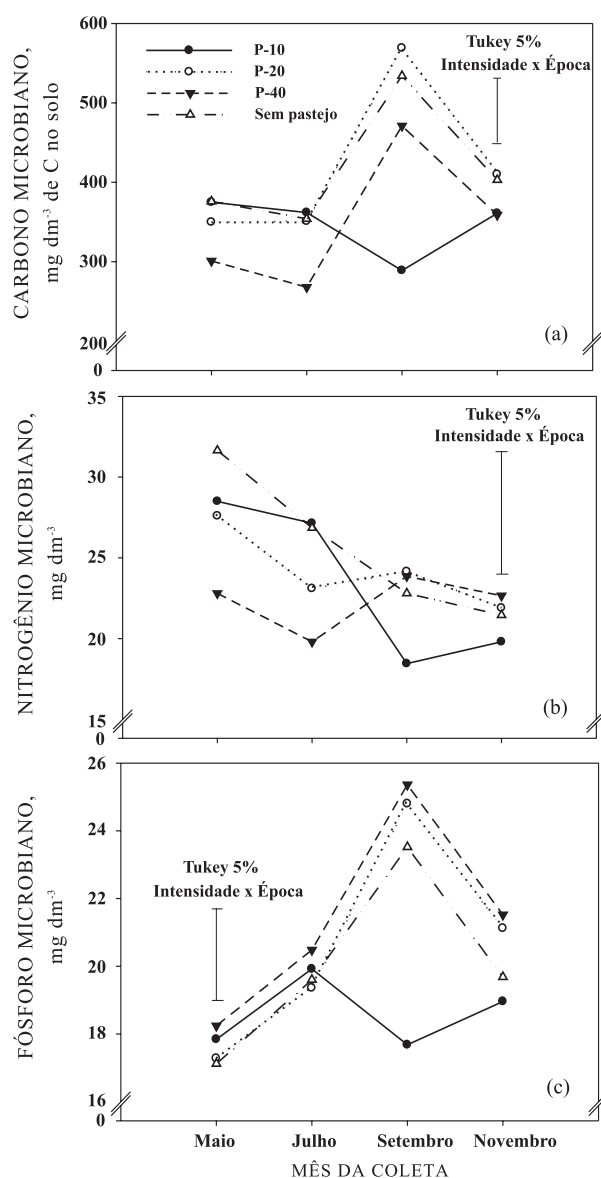 CARBONO MICROBIANO,
mg dm-3 de C no solo
600
500
400
300
200
0
P-10
P-20
P-40
Sem pastejo
Tukey 5%
Intensidade x Época
(a)
NITROGÊNIO MICROBIANO,
mg dm-3
35
30
25
20
15
0
Tukey 5%
Intensidade x Época
(b)
FÓSFORO MICROBIANO,
mg dm-3
26
24
22
20
18
16
0
Tukey 5%
Intensidade x Época
(c)
Maio Julho Setembro Novembro
MÊS DA COLETA